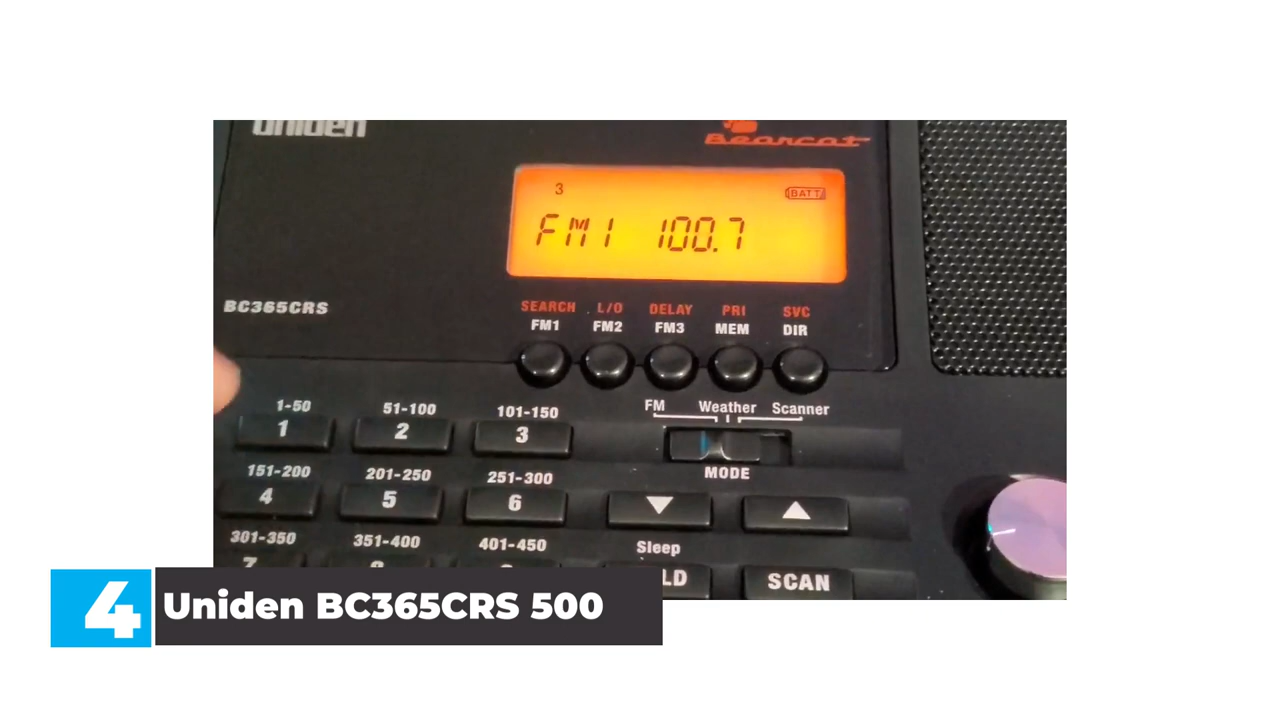 uniden
Bearcat
3 BATT
FM1 100.7
BC365CRS
SEARCH L/O DELAY PRI SVC
FM1 FM2 FM3 MEM DIR
FM Weather Scanner
1-50 51-100 101-150
1 2 3
MODE
151-200 201-250 251-300
4 5 6
Sleep
301-350 351-400 401-450
7
LD SCAN
4 Uniden BC365CRS 500